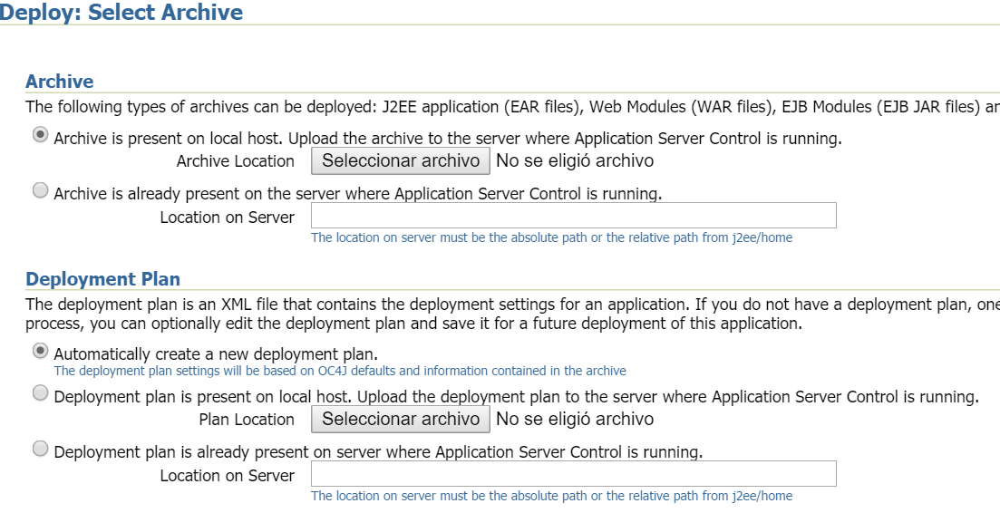 Deploy: Select Archive
Archive
The following types of archives can be deployed: J2EE application (EAR files), Web Modules (WAR files), EJB Modules (EJB JAR files)
Archive is present on local host. Upload the archive to the server where Application Server Control is running.
Archive Location Seleccionar archivo No se eligió archivo
Archive is already present on the server where Application Server Control is running.
Location on Server
The location on server must be the absolute path or the relative path from j2ee/home
Deployment Plan
The deployment plan is an XML file that contains the deployment settings for an application. If you do not have a deployment plan, one
process, you can optionally edit the deployment plan and save it for a future deployment of this application.
Automatically create a new deployment plan.
The deployment plan settings will be based on OC4J defaults and information contained in the archive
Deployment plan is present on local host. Upload the deployment plan to the server where Application Server Control is running.
Plan Location Seleccionar archivo No se eligió archivo
Deployment plan is already present on server where Application Server Control is running.
Location on Server
The location on server must be the absolute path or the relative path from j2ee/home